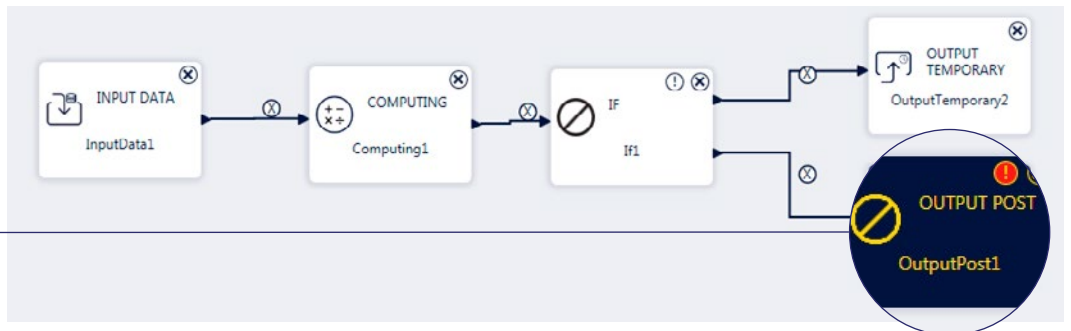 INPUT DATA
InputData1
COMPUTING
Computing1
IF
If1
OUTPUT
TEMPORARY
OutputTemporary2
OUTPUT POST
OutputPost1